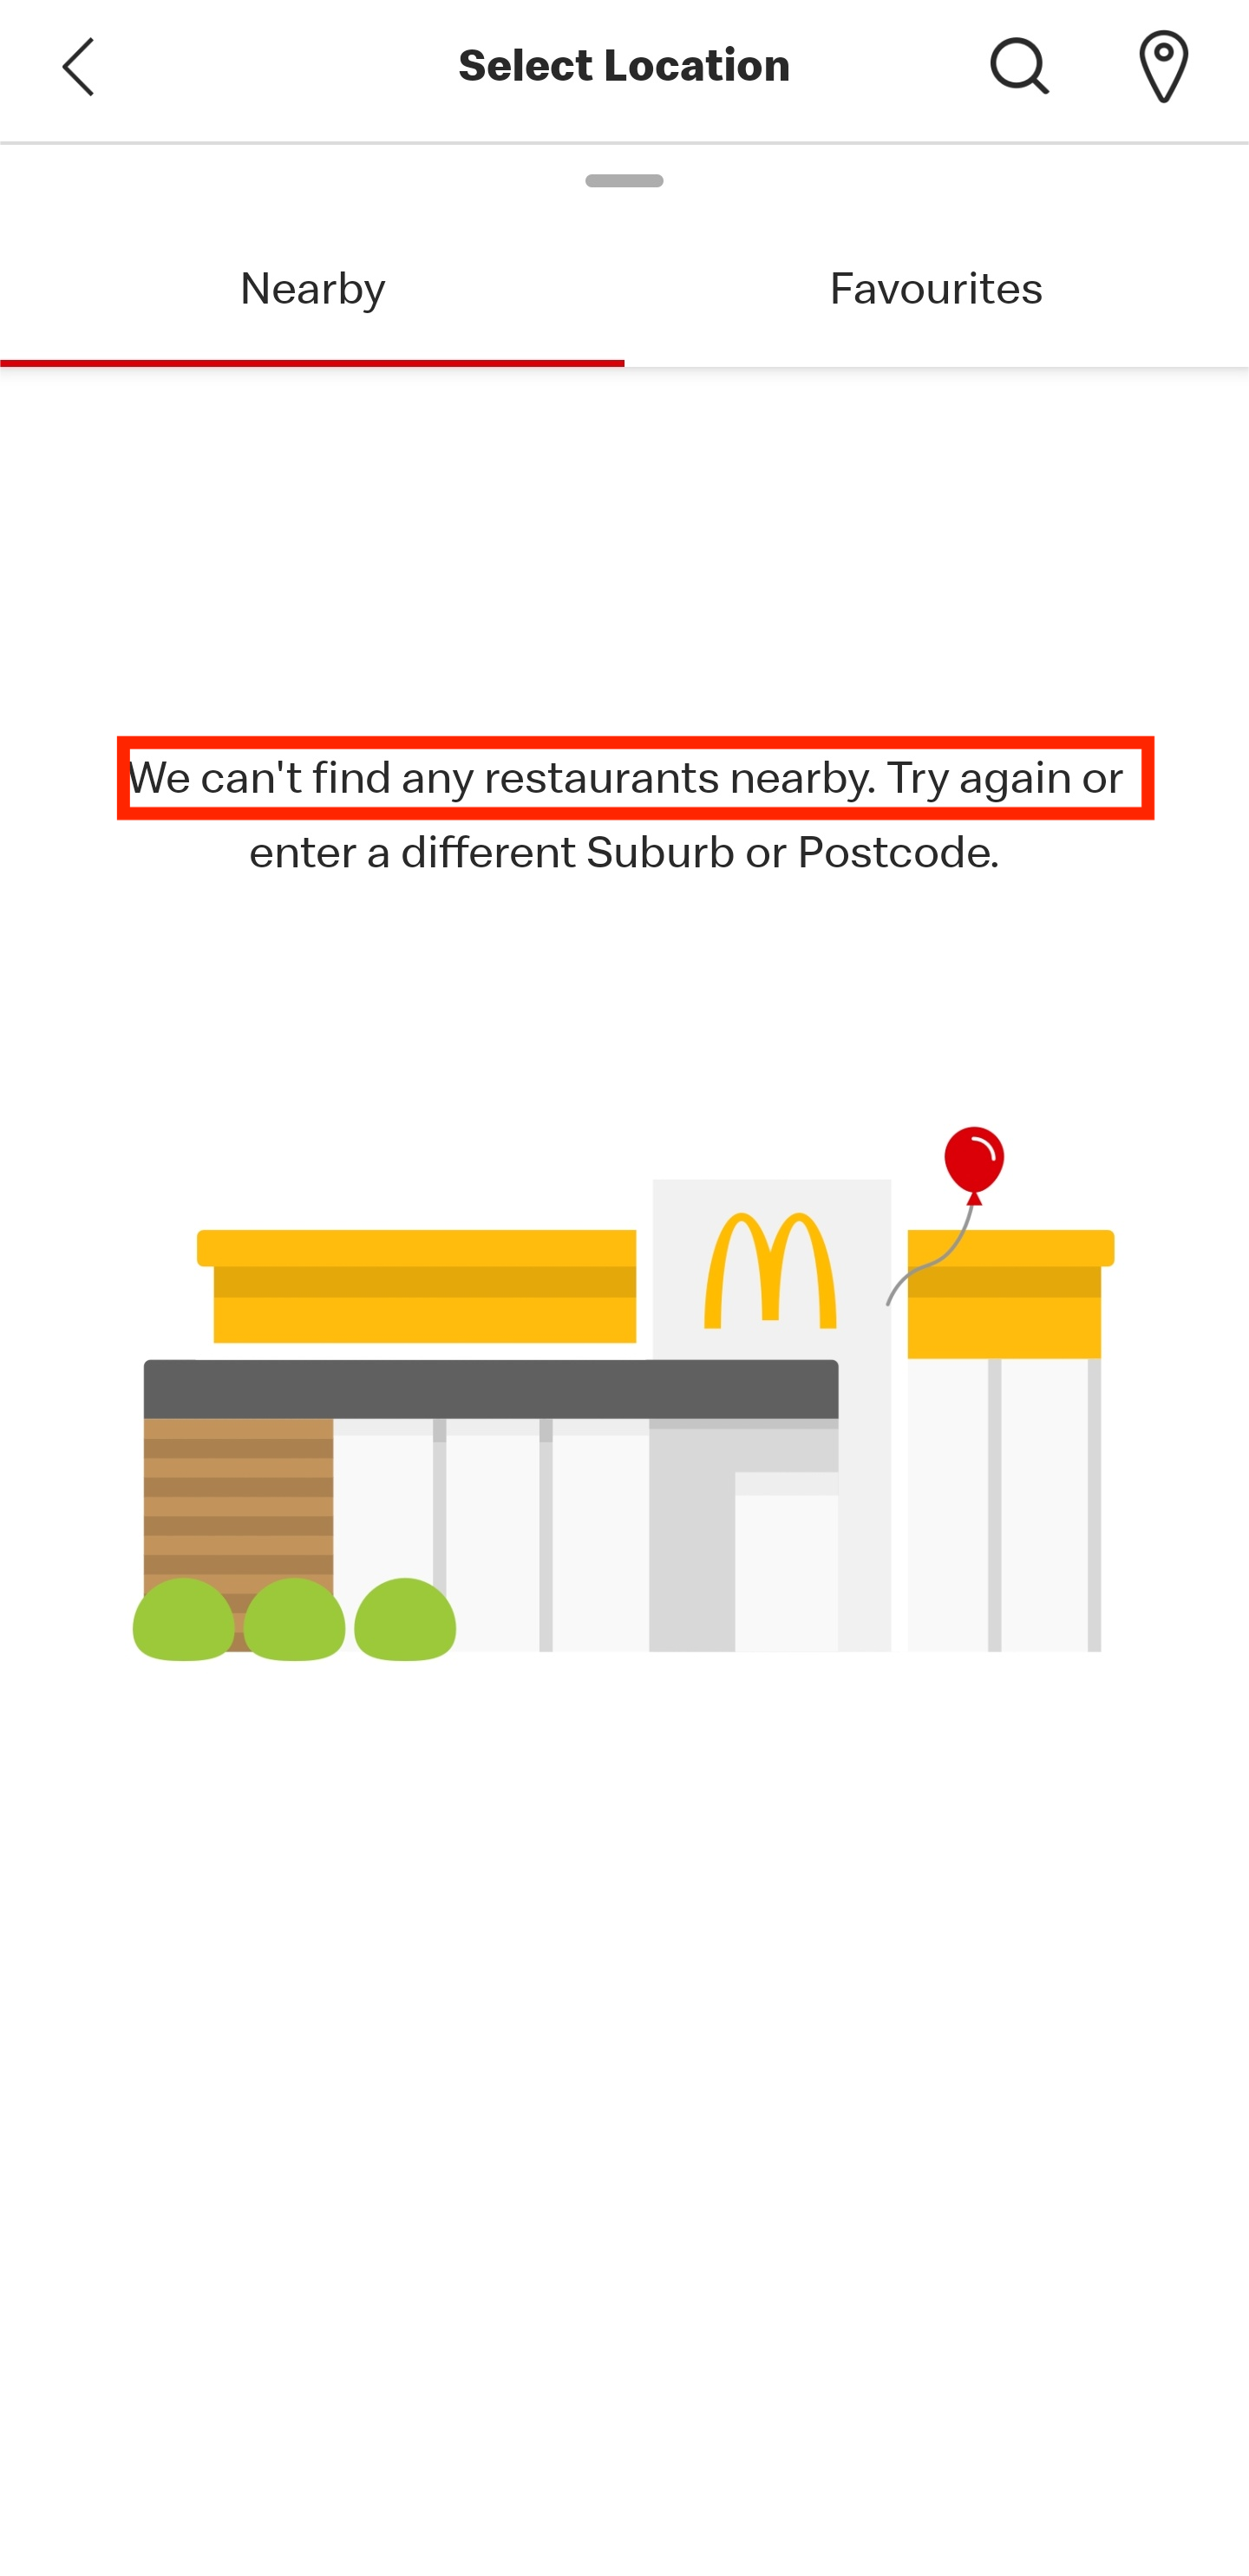 Select Location
Nearby
Favourites
We can't find any restaurants nearby. Try again or
enter a different Suburb or Postcode.